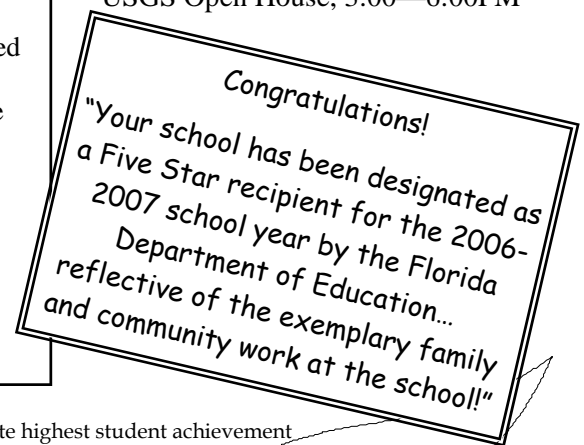 USGS Open House, 5:00—6:00PM
ed
e
Congratulations!
"Your school has been designated as
a Five Star recipient for the 2006-
2007 school year by the Florida
Department of Education…
reflective of the exemplary family
and community work at the school!"
te highest student achievement